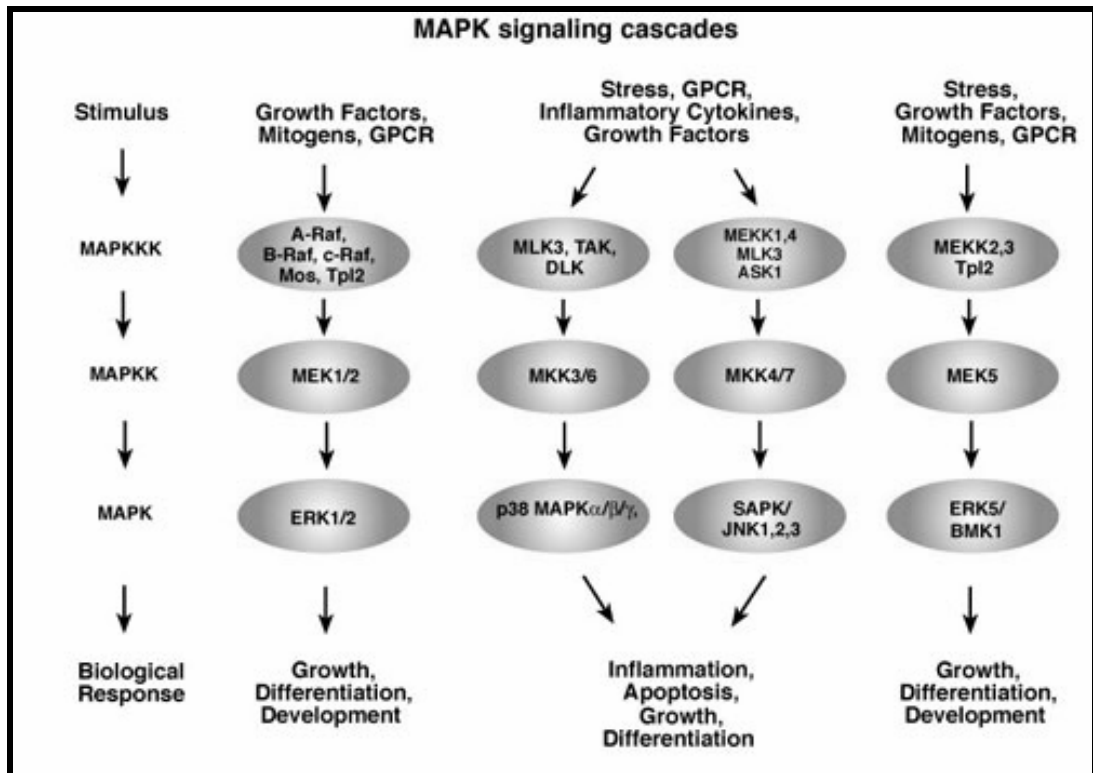 MAPK signaling cascades
Stimulus
Growth Factors,
Mitogens, GPCR
Stress, GPCR,
Inflammatory Cytokines,
Growth Factors
Stress,
Growth Factors,
Mitogens, GPCR
MAPKKK
A-Raf,
B-Raf, c-Raf,
Mos, Tpl2
MLK3, TAK,
DLK
MEKK1,4
MLK3
ASK1
MEKK2,3
Tpl2
MAPKK
MEK1/2
MKK3/6
MKK4/7
MEK5
MAPK
ERK1/2
p38 MAPKα/β/γ,
SAPK/
JNK1,2,3
ERK5/
BMK1
Biological
Response
Growth,
Differentiation,
Development
Inflammation,
Apoptosis,
Growth,
Differentiation
Growth,
Differentiation,
Development